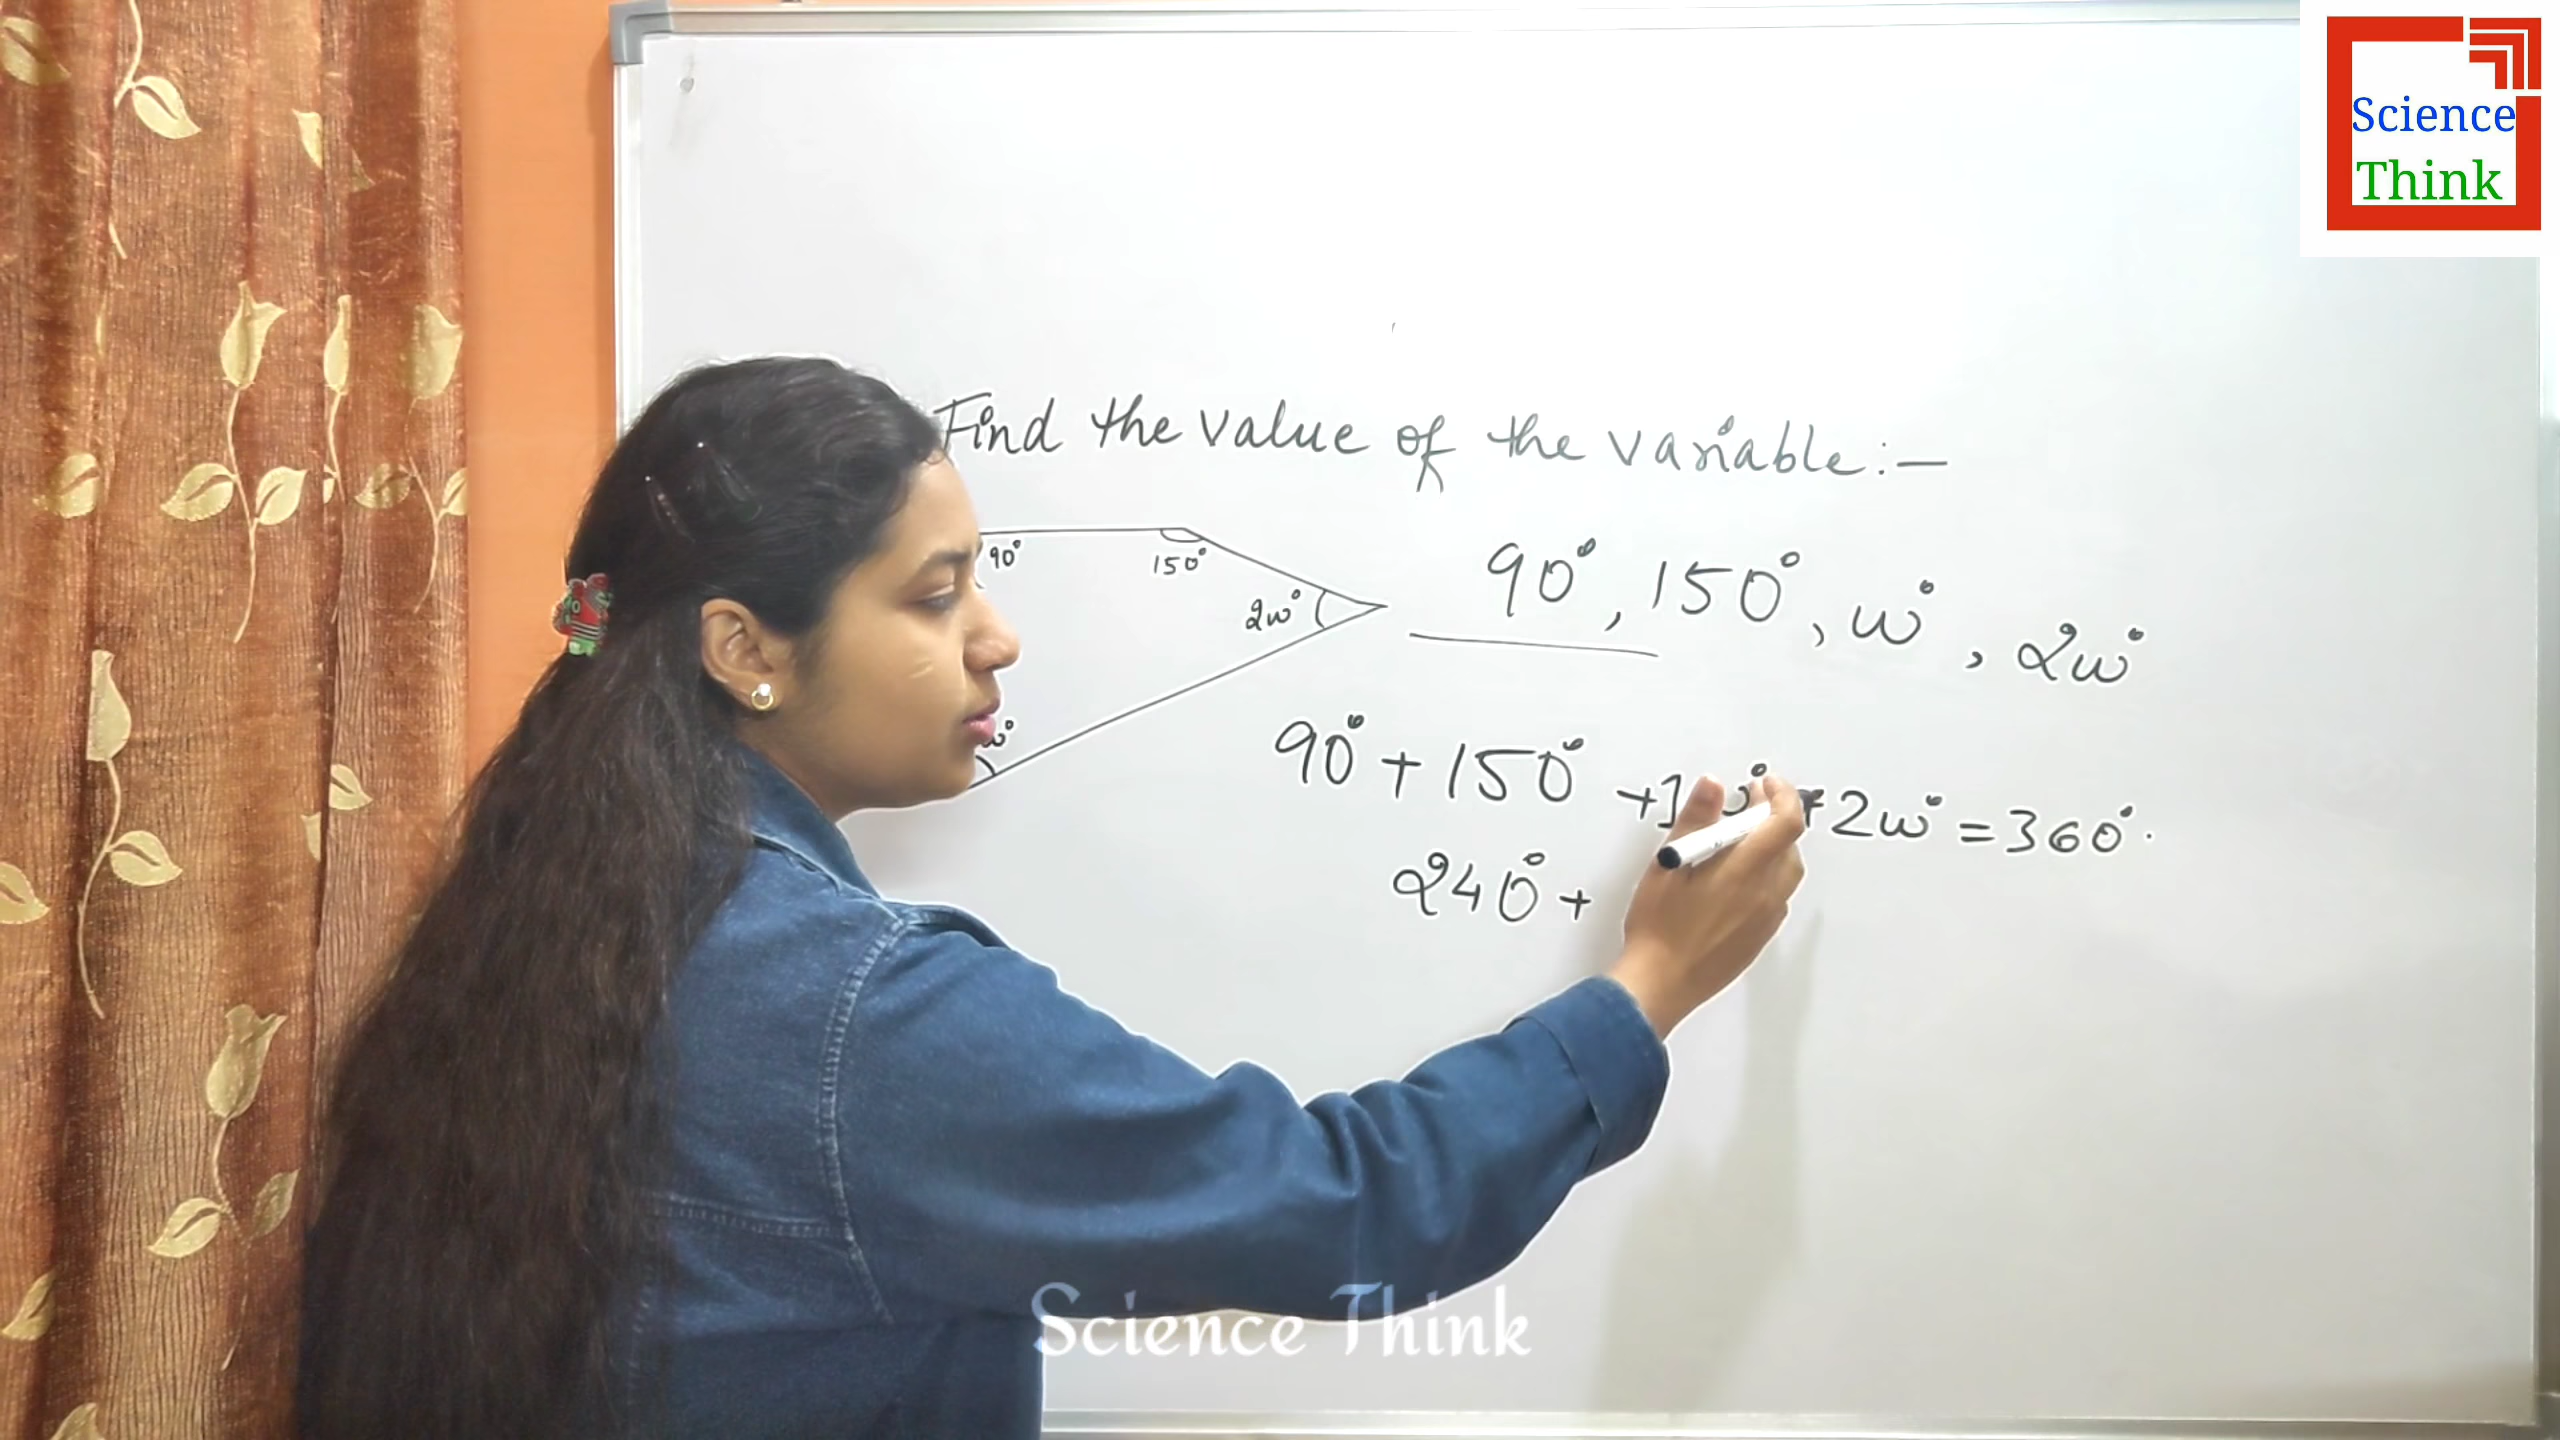 Science
Think
Find the value of the variable:—
90°
150°
2w°
w°
90°, 150°, w°, 2w°
90° + 150° + 1w° + 2w° = 360°.
240° +
Science Think